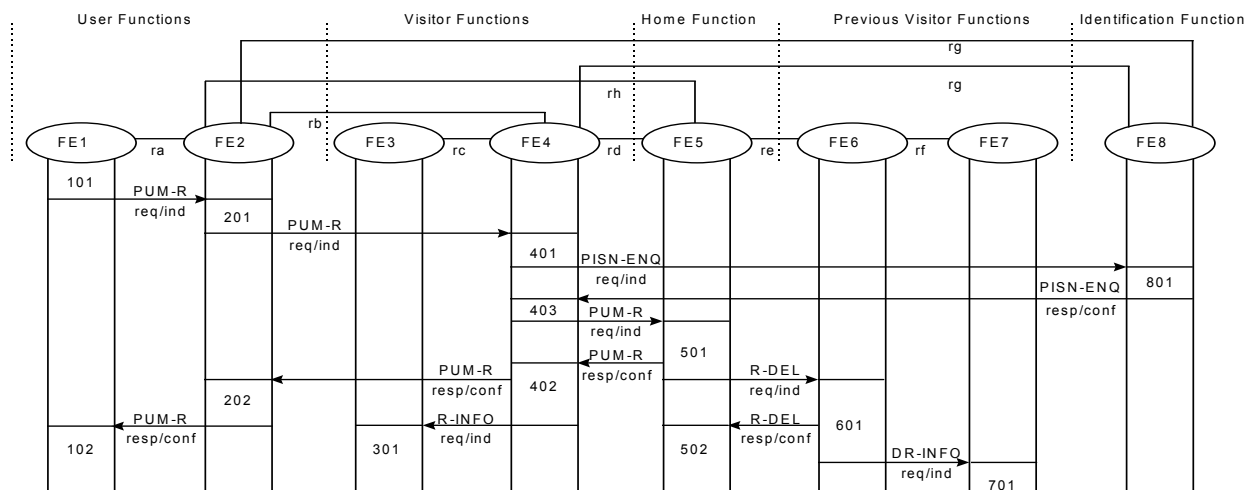 User Functions Visitor Functions Home Function Previous Visitor Functions Identification Function
rg
rg
rh
rb
FE1 FE2 FE3 FE4 FE5 FE6 FE7 FE8
ra rc rd re rf
101
PUM-R
req/ind
201
PUM-R
req/ind
401
PISN-ENQ
req/ind
801
PISN-ENQ
resp/conf
403
PUM-R
req/ind
501
PUM-R
resp/conf
402
PUM-R
resp/conf
R-DEL
req/ind
202
PUM-R
resp/conf
102
R-INFO
req/ind
301
R-DEL
resp/conf
601
502
DR-INFO
req/ind
701